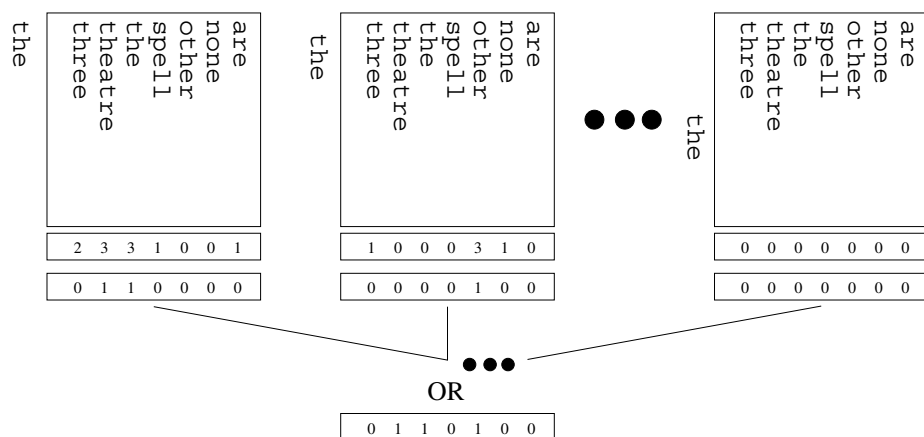 the
three
theatre
the
spell
other
none
are
2 3 3 1 0 0 1
0 1 1 0 0 0 0
the
three
theatre
the
spell
other
none
are
1 0 0 0 3 1 0
0 0 0 0 1 0 0
the
three
theatre
the
spell
other
none
are
0 0 0 0 0 0 0
0 0 0 0 0 0 0
OR
0 1 1 0 1 0 0